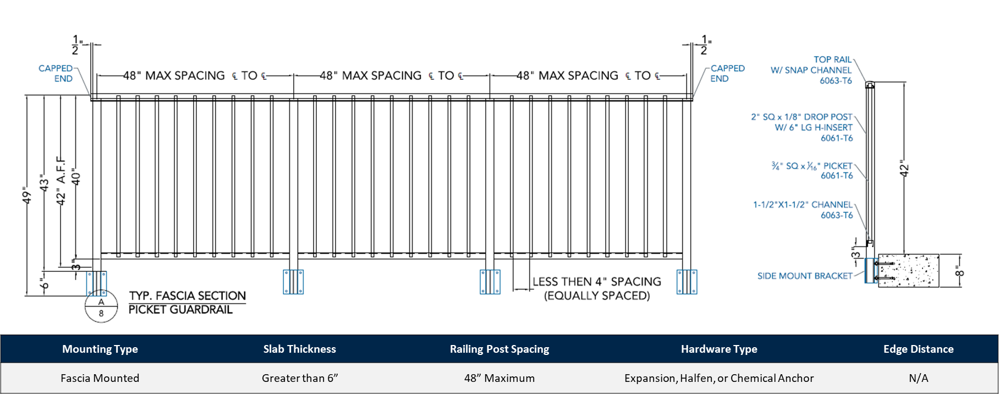 1/2"
1/2"
CAPPED
END
48" MAX SPACING ℄ TO ℄
48" MAX SPACING ℄ TO ℄
48" MAX SPACING ℄ TO ℄
CAPPED
END
49"
43"
42" A.F.F
40"
3"
6"
A
8
TYP. FASCIA SECTION
PICKET GUARDRAIL
LESS THEN 4" SPACING
(EQUALLY SPACED)
TOP RAIL
W/ SNAP CHANNEL
6063-T6
2" SQ x 1/8" DROP POST
W/ 6" LG H-INSERT
6061-T6
3/4" SQ x 1/16" PICKET
6061-T6
1-1/2"X1-1/2" CHANNEL
6063-T6
SIDE MOUNT BRACKET
42"
3"
8"
Mounting Type Slab Thickness Railing Post Spacing Hardware Type Edge Distance
Fascia Mounted Greater than 6” 48” Maximum Expansion, Halfen, or Chemical Anchor N/A